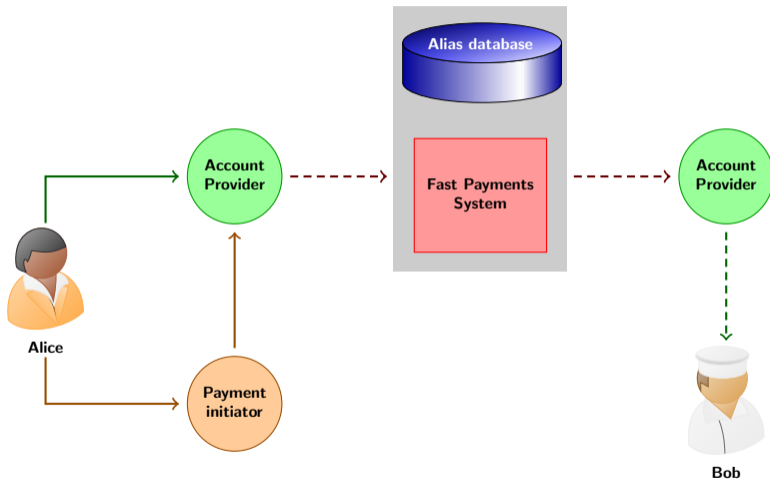 Alias database
Account
Provider
Fast Payments
System
Account
Provider
Alice
Payment
initiator
Bob